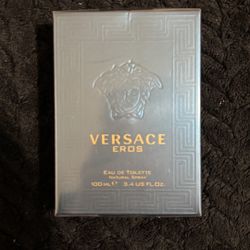 VERSACE
EROS
EAU DE TOILETTE
NATURAL SPRAY
100 ML ℮ 3.4 US FL.OZ.